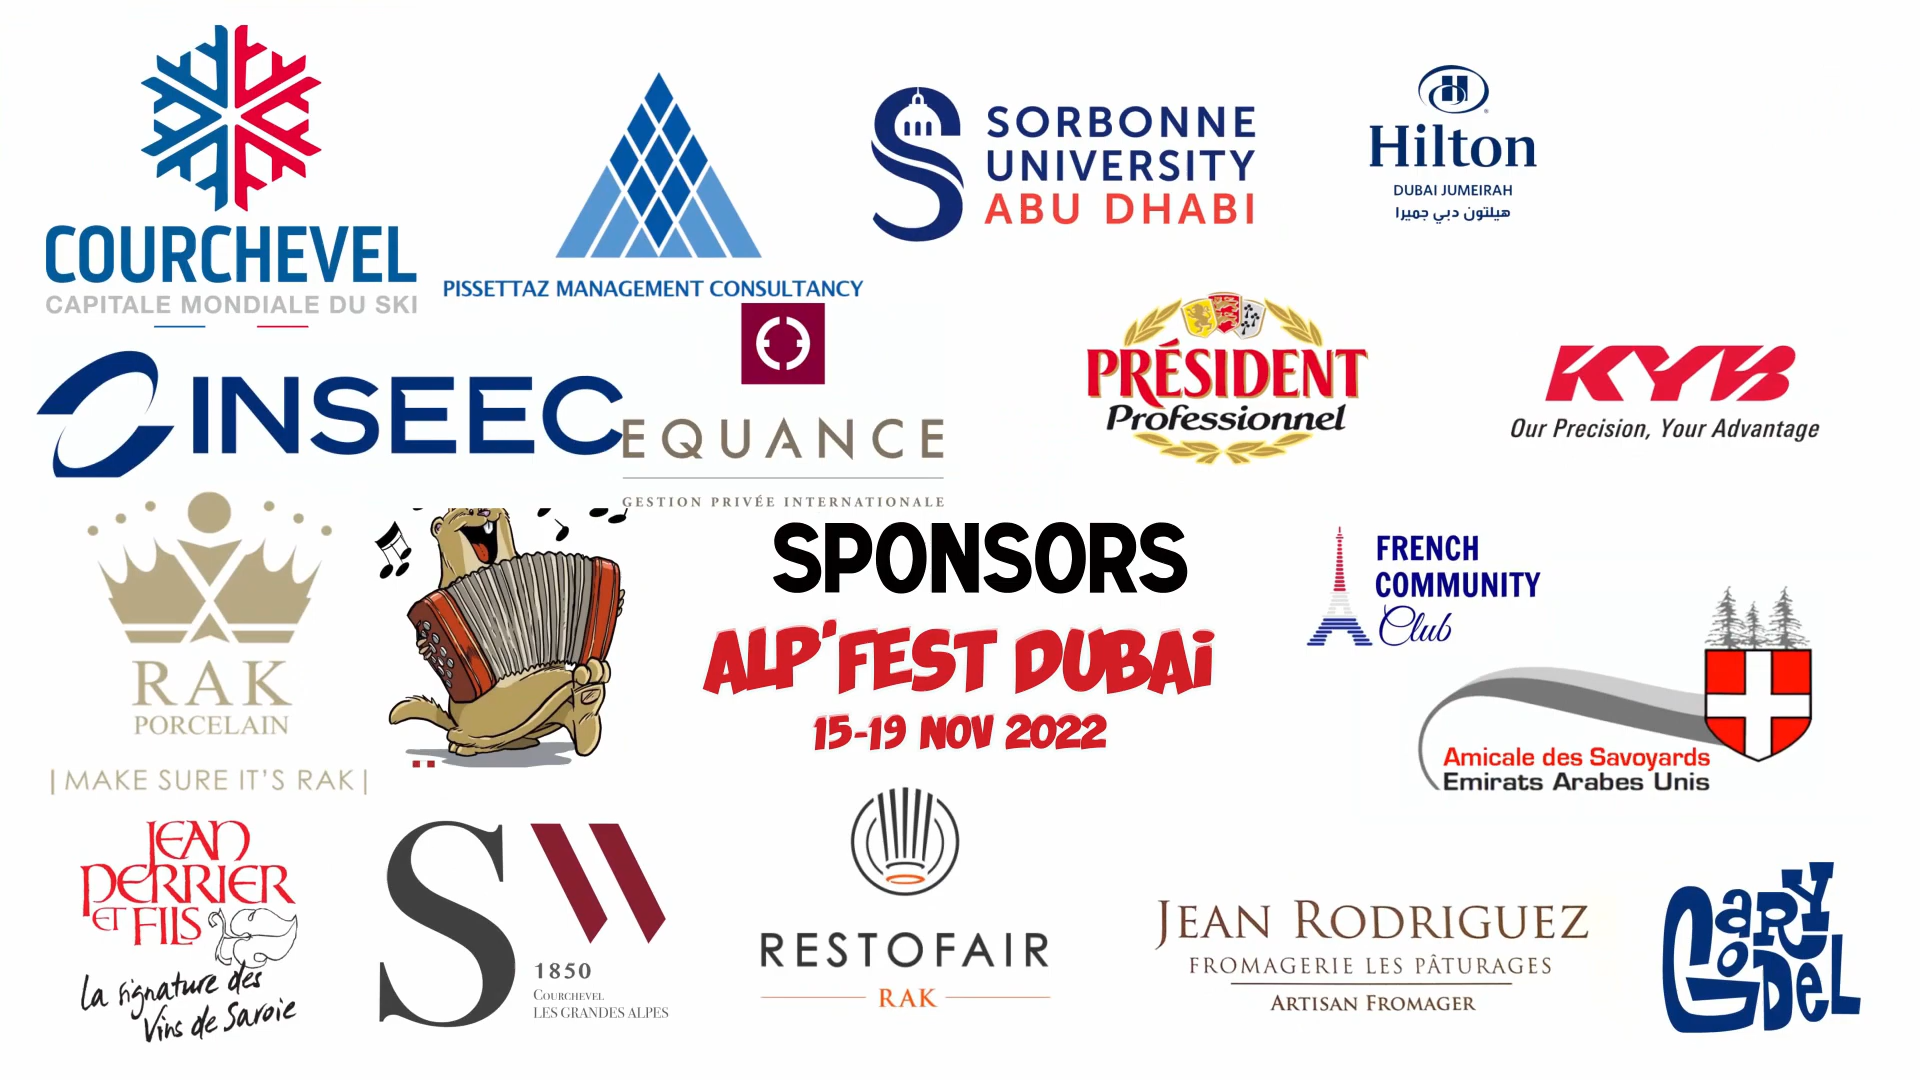 COURCHEVEL
CAPITALE MONDIALE DU SKI
PISSETTAZ MANAGEMENT CONSULTANCY
SORBONNE
UNIVERSITY
ABU DHABI
Hilton
DUBAI JUMEIRAH
هيلتون دبي جميرا
INSEEC
EQUANCE
GESTION PRIVÉE INTERNATIONALE
PRÉSIDENT
Professionnel
KYB
Our Precision, Your Advantage
RAK
PORCELAIN
|MAKE SURE IT'S RAK|
SPONSORS
ALP'FEST DUBAi
15-19 NOV 2022
FRENCH
COMMUNITY
Club
Amicale des Savoyards
Emirats Arabes Unis
JEAN
PERRIER
ET FILS
La signature des
Vins de Savoie
SW
1850
COURCHEVEL
LES GRANDES ALPES
RESTOFAIR
RAK
JEAN RODRIGUEZ
FROMAGERIE LES PÂTURAGES
ARTISAN FROMAGER
GARY
GODEL